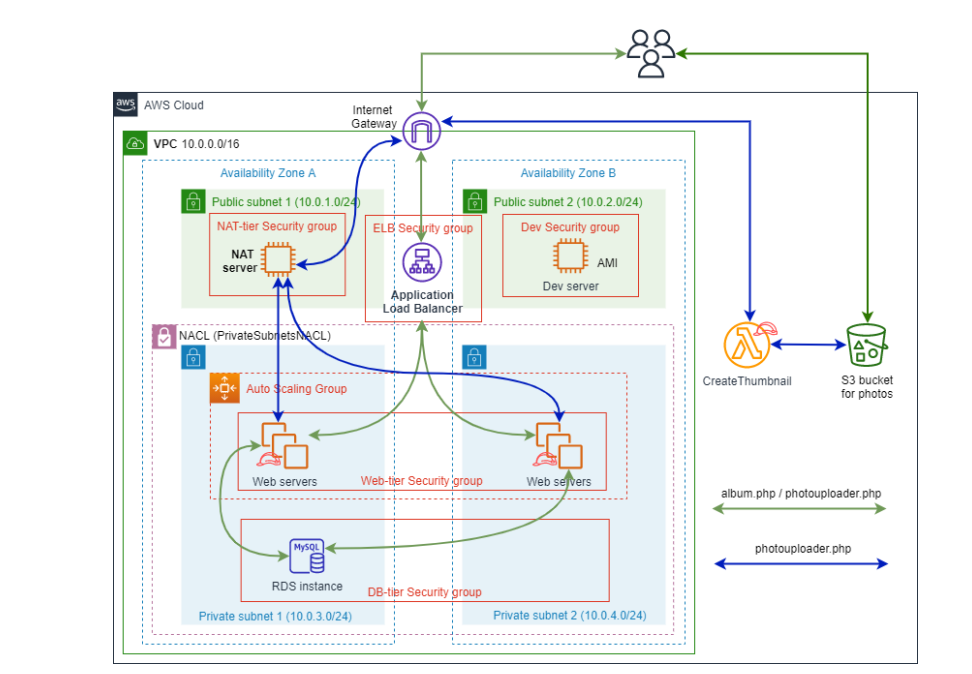 aws
AWS Cloud
Internet
Gateway
VPC 10.0.0.0/16
Availability Zone A
Availability Zone B
Public subnet 1 (10.0.1.0/24)
Public subnet 2 (10.0.2.0/24)
NAT-tier Security group
ELB Security group
Dev Security group
NAT
server
AMI
Dev server
Application
Load Balancer
NACL (PrivateSubnetsNACL)
Auto Scaling Group
CreateThumbnail
S3 bucket
for photos
Web servers
Web-tier Security group
Web servers
album.php / photouploader.php
MySQL
photouploader.php
RDS instance
DB-tier Security group
Private subnet 1 (10.0.3.0/24)
Private subnet 2 (10.0.4.0/24)